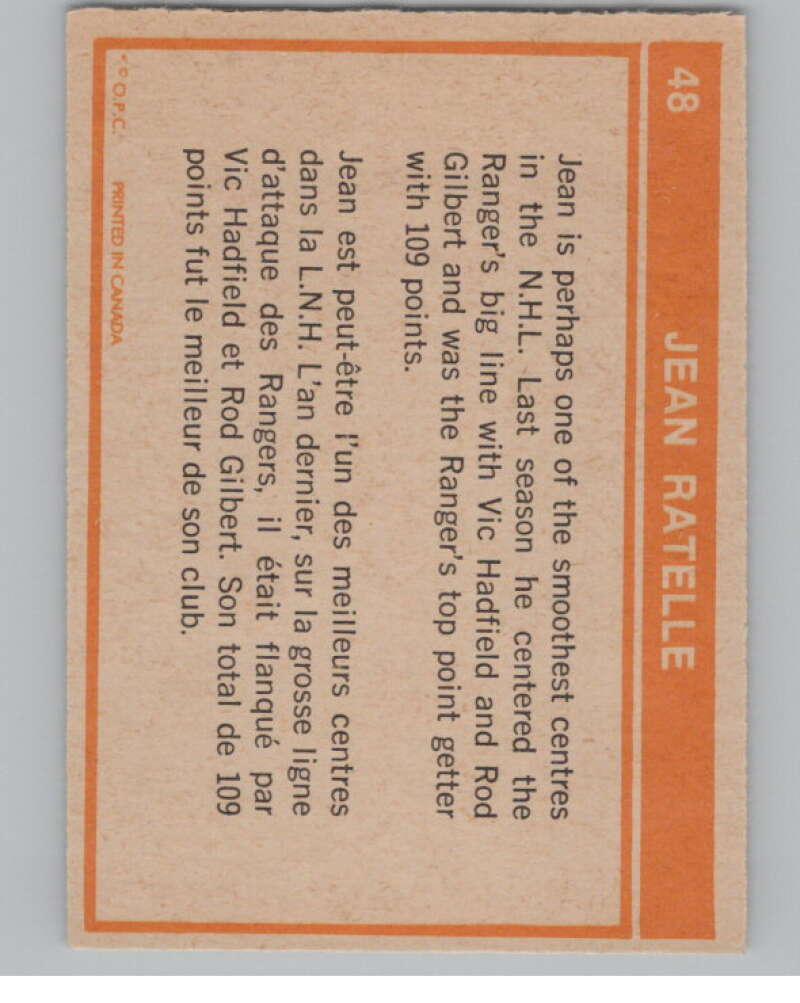 48 JEAN RATELLE
Jean is perhaps one of the smoothest centres
in the N.H.L. Last season he centered the
Ranger's big line with Vic Hadfield and Rod
Gilbert and was the Ranger's top point getter
with 109 points.
Jean est peut-être l'un des meilleurs centres
dans la L.N.H. L'an dernier, sur la grosse ligne
d'attaque des Rangers, il était flanqué par
Vic Hadfield et Rod Gilbert. Son total de 109
points fut le meilleur de son club.
*© O.P.C. PRINTED IN CANADA